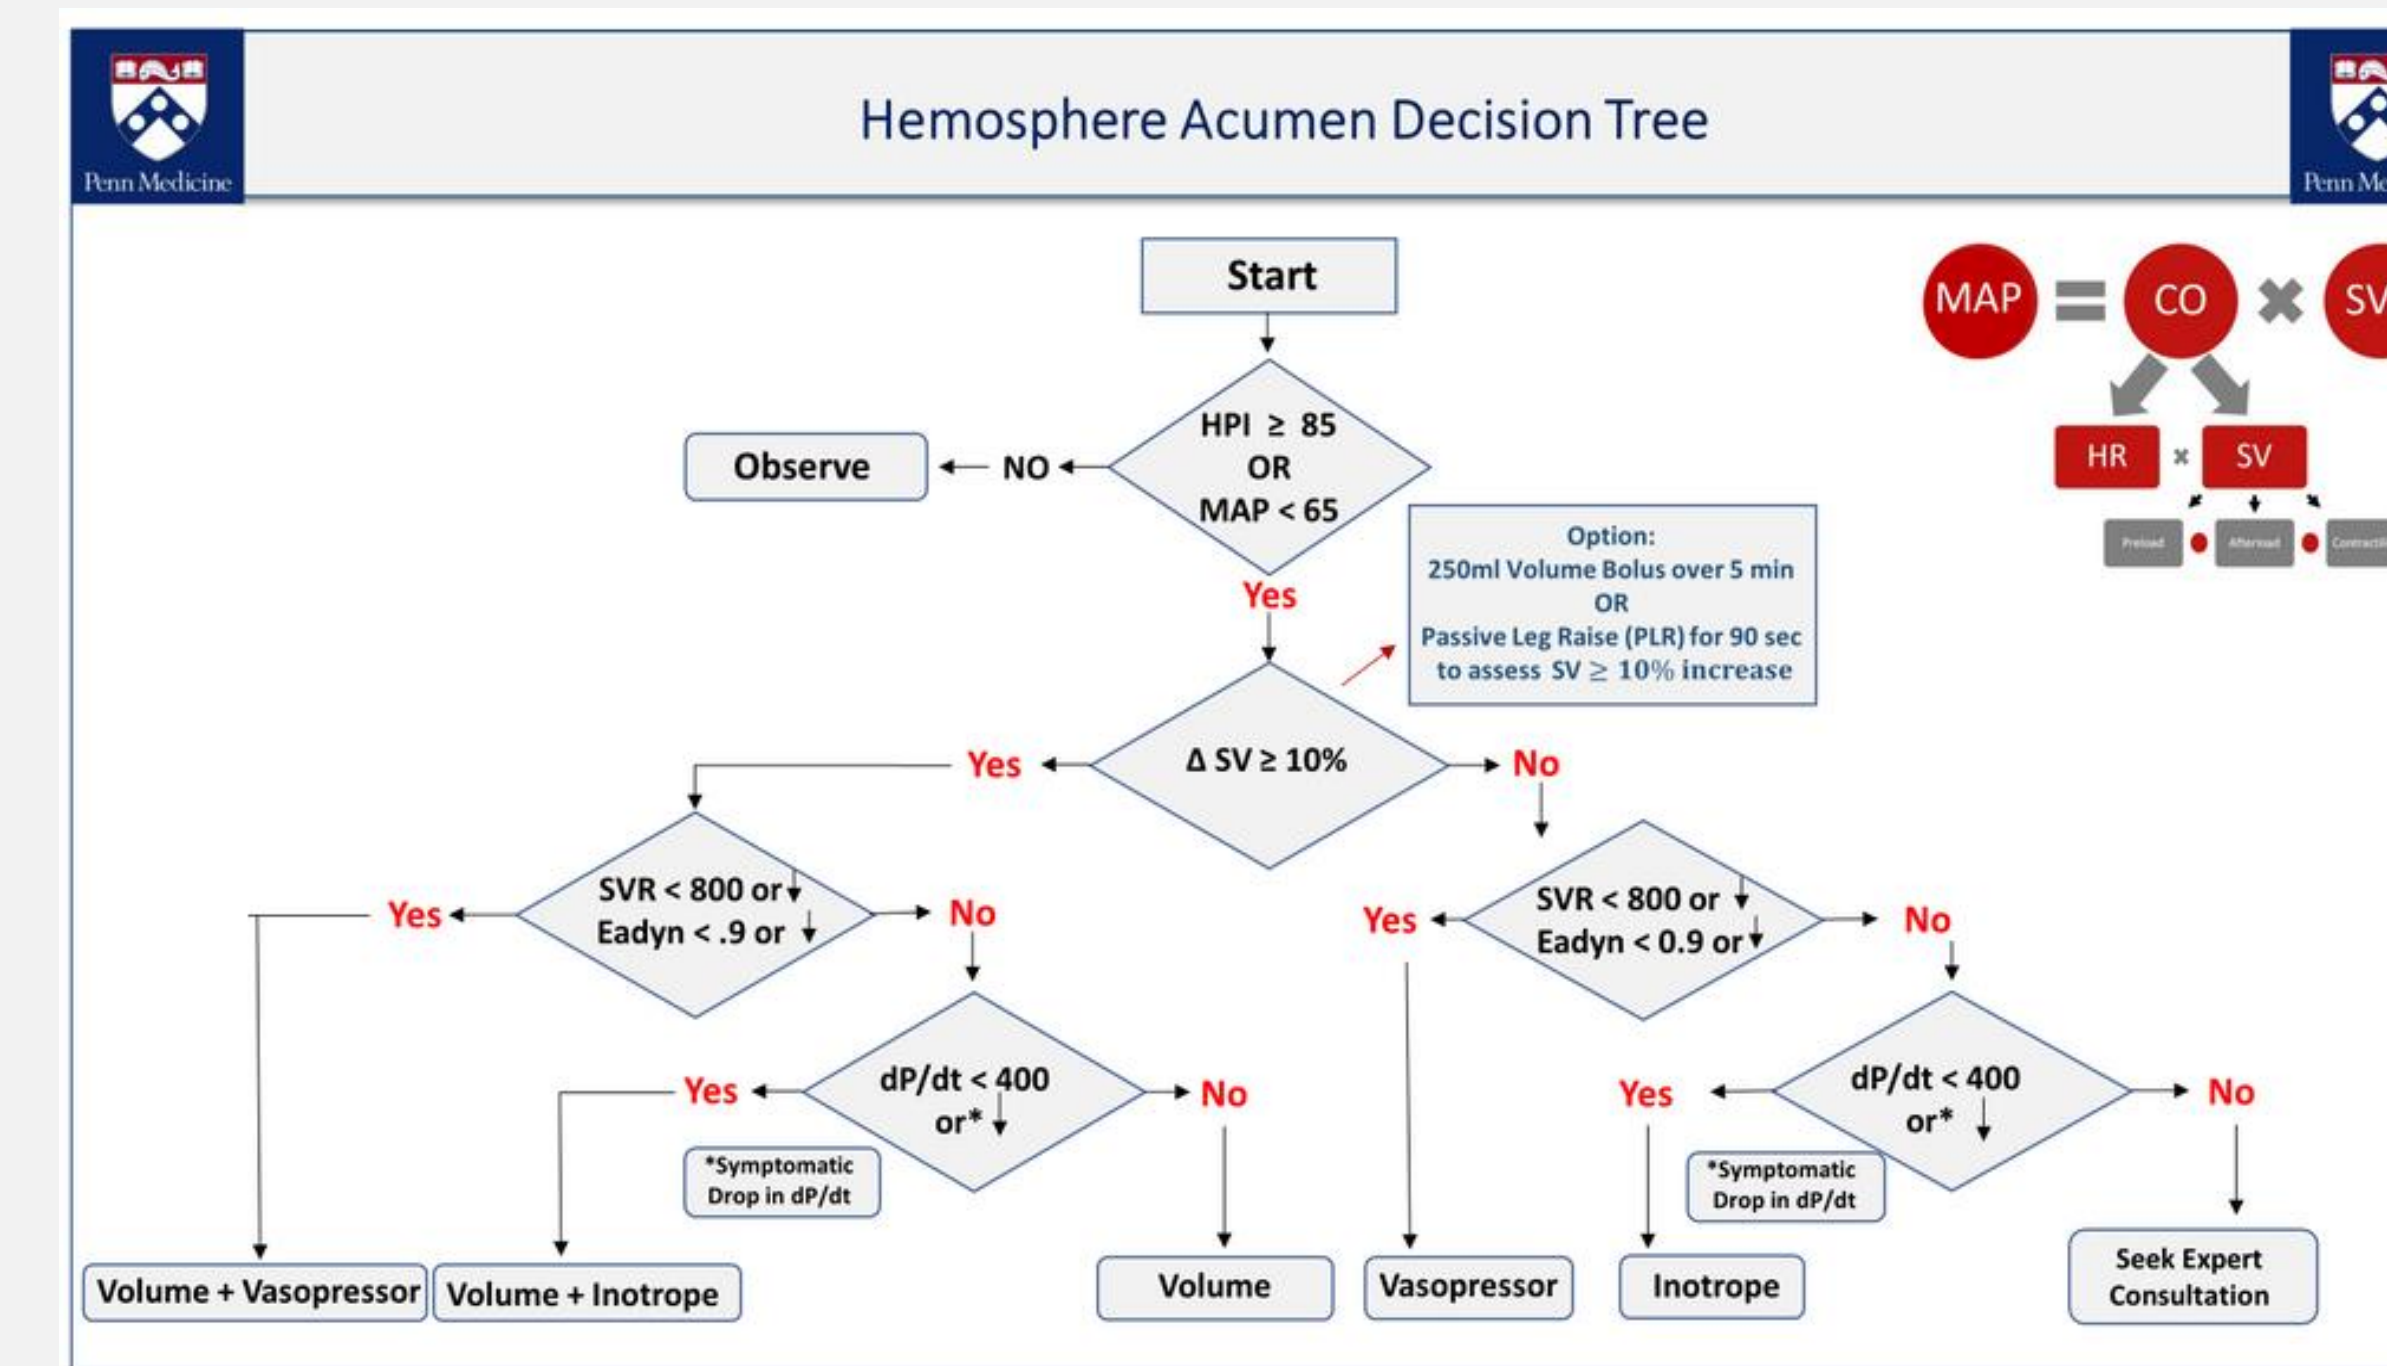 Penn Medicine
Hemosphere Acumen Decision Tree
Start
MAP = CO ✖
HPI ≥ 85
OR
MAP < 65
Observe
NO
HR × SV
Preload
Afterload
Yes
Option:
250ml Volume Bolus over 5 min
OR
Passive Leg Raise (PLR) for 90 sec
to assess SV ≥ 10% increase
Δ SV ≥ 10%
Yes
No
SVR < 800 or ↓
Eadyn < .9 or ↓
Yes
No
SVR < 800 or ↓
Eadyn < 0.9 or ↓
Yes
No
dP/dt < 400
or* ↓
Yes
No
*Symptomatic
Drop in dP/dt
dP/dt < 400
or* ↓
Yes
No
*Symptomatic
Drop in dP/dt
Volume + Vasopressor
Volume + Inotrope
Volume
Vasopressor
Inotrope
Seek Expert
Consultation